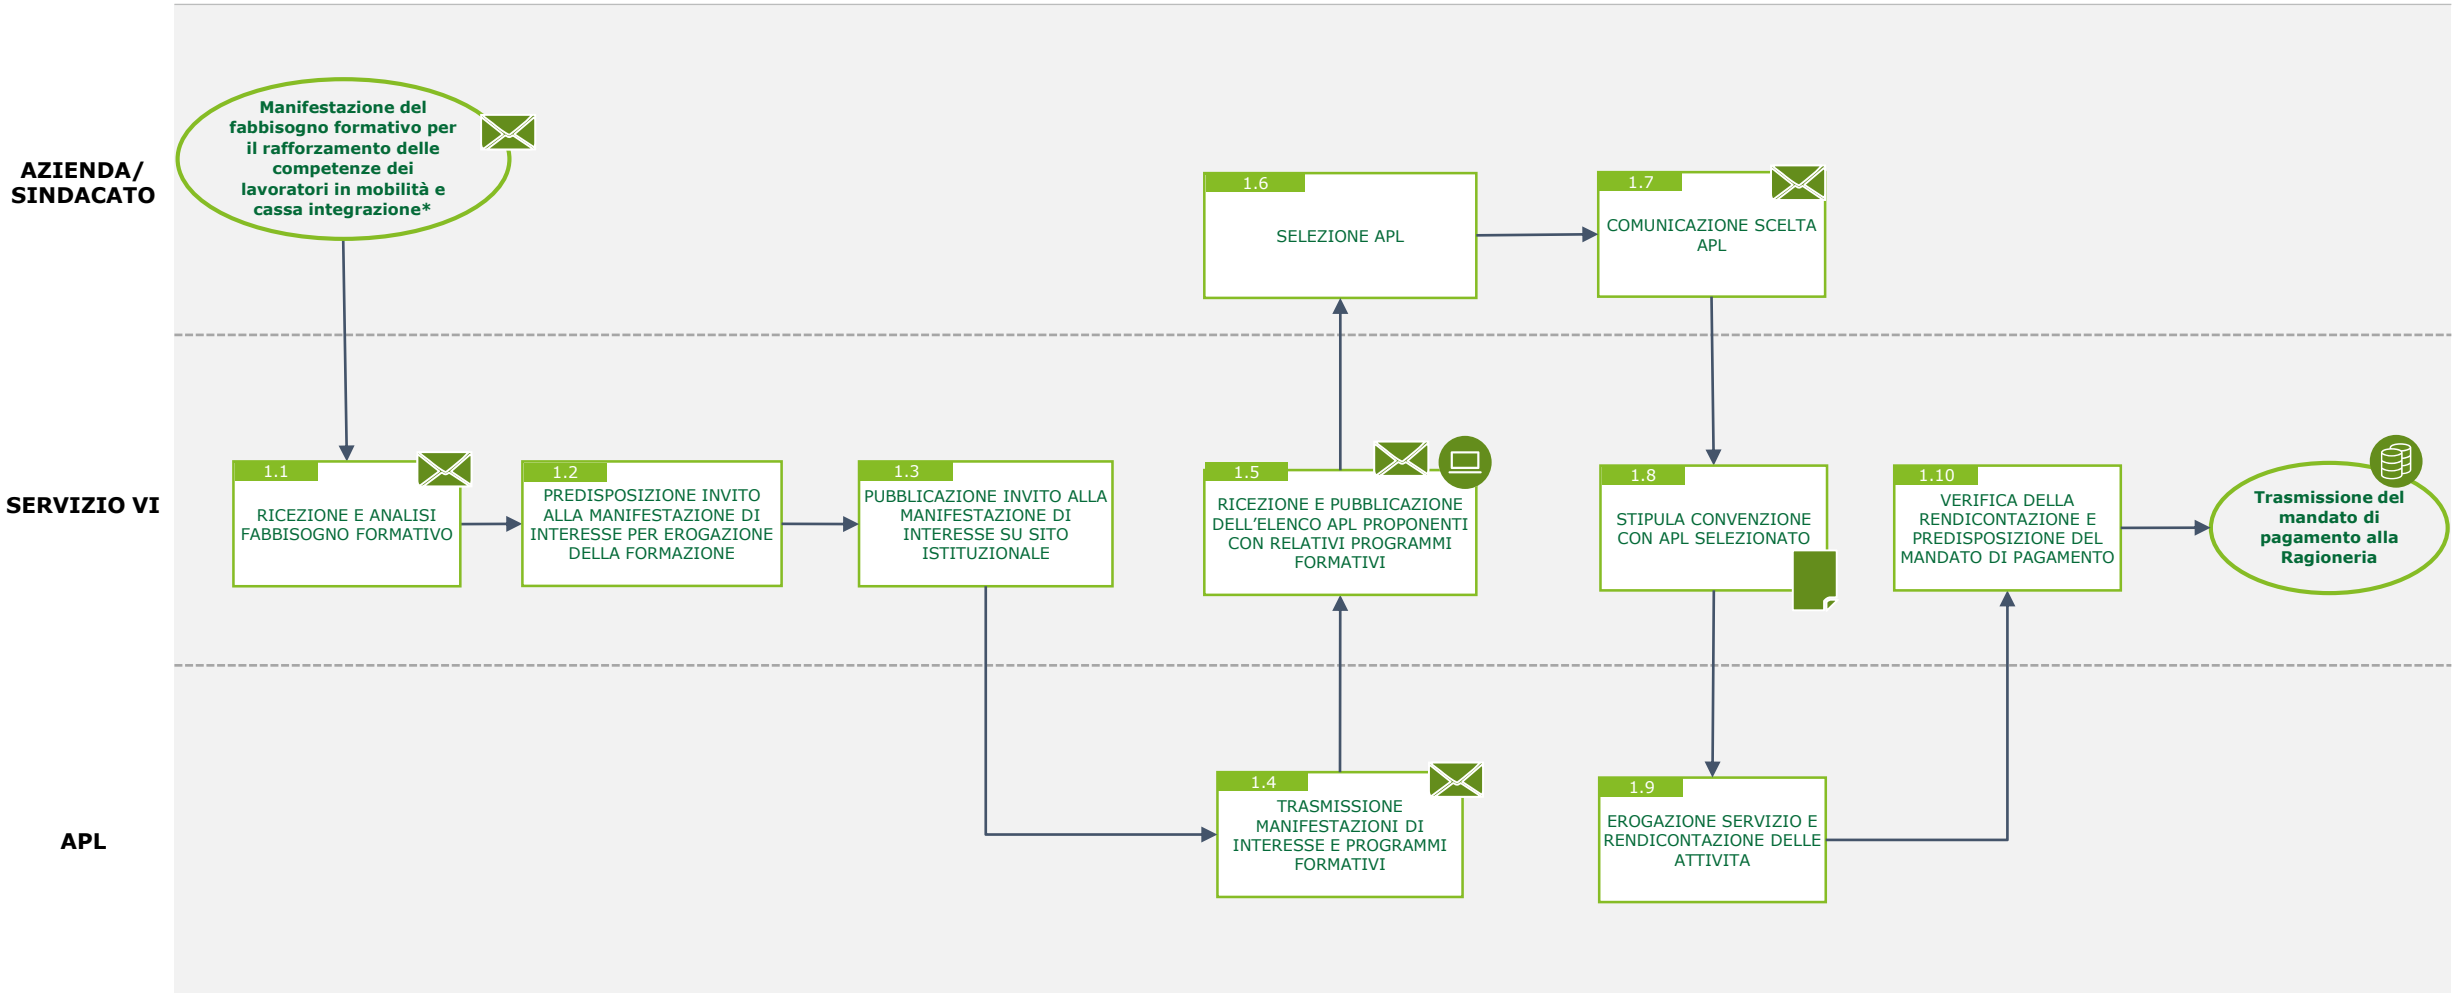 AZIENDA/
SINDACATO
Manifestazione del
fabbisogno formativo per
il rafforzamento delle
competenze dei
lavoratori in mobilità e
cassa integrazione*
1.6
SELEZIONE APL
1.7
COMUNICAZIONE SCELTA
APL
SERVIZIO VI
1.1
RICEZIONE E ANALISI
FABBISOGNO FORMATIVO
1.2
PREDISPOSIZIONE INVITO
ALLA MANIFESTAZIONE DI
INTERESSE PER EROGAZIONE
DELLA FORMAZIONE
1.3
PUBBLICAZIONE INVITO ALLA
MANIFESTAZIONE DI
INTERESSE SU SITO
ISTITUZIONALE
1.5
RICEZIONE E PUBBLICAZIONE
DELL'ELENCO APL PROPONENTI
CON RELATIVI PROGRAMMI
FORMATIVI
1.8
STIPULA CONVENZIONE
CON APL SELEZIONATO
1.10
VERIFICA DELLA
RENDICONTAZIONE E
PREDISPOSIZIONE DEL
MANDATO DI PAGAMENTO
Trasmissione del
mandato di
pagamento alla
Ragioneria
APL
1.4
TRASMISSIONE
MANIFESTAZIONI DI
INTERESSE E PROGRAMMI
FORMATIVI
1.9
EROGAZIONE SERVIZIO E
RENDICONTAZIONE DELLE
ATTIVITA